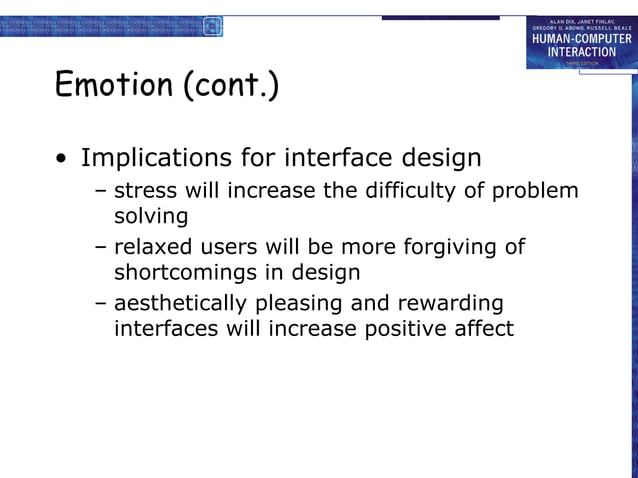 ALAN DIX, JANET FINLAY,
GREGORY D. ABOWD, RUSSELL BEALE
HUMAN-COMPUTER
INTERACTION
THIRD EDITION
Emotion (cont.)
• Implications for interface design
– stress will increase the difficulty of problem
solving
– relaxed users will be more forgiving of
shortcomings in design
– aesthetically pleasing and rewarding
interfaces will increase positive affect